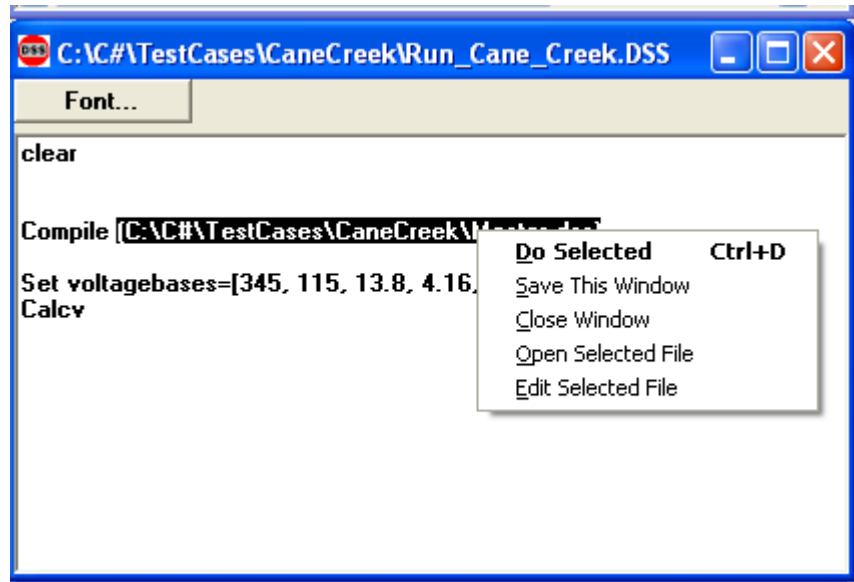 DSS C:\C#\TestCases\CaneCreek\Run_Cane_Creek.DSS
Font...
clear
Compile [C:\C#\TestCases\CaneCreek\
Set voltagebases=[345, 115, 13.8, 4.16,
Calcv
Do Selected Ctrl+D
Save This Window
Close Window
Open Selected File
Edit Selected File